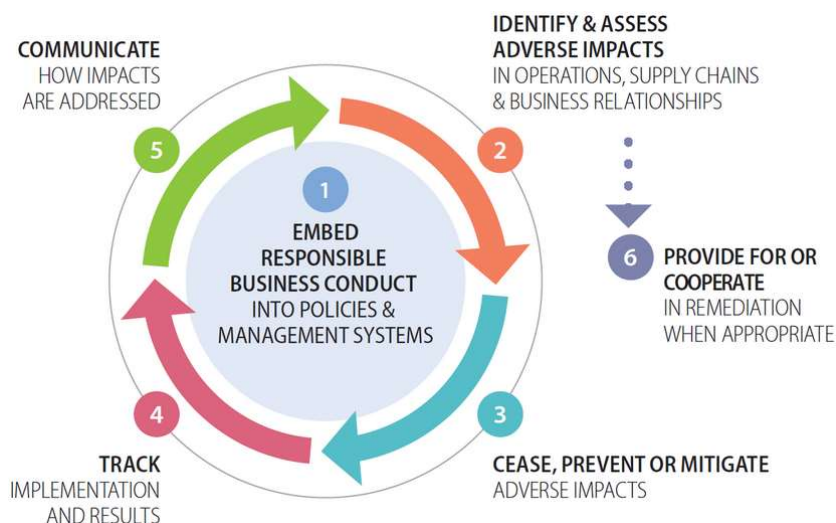 COMMUNICATE
HOW IMPACTS
ARE ADDRESSED
5
IDENTIFY & ASSESS
ADVERSE IMPACTS
IN OPERATIONS, SUPPLY CHAINS
& BUSINESS RELATIONSHIPS
2
1
EMBED
RESPONSIBLE
BUSINESS CONDUCT
INTO POLICIES &
MANAGEMENT SYSTEMS
6
PROVIDE FOR OR
COOPERATE
IN REMEDIATION
WHEN APPROPRIATE
4
TRACK
IMPLEMENTATION
AND RESULTS
3
CEASE, PREVENT OR MITIGATE
ADVERSE IMPACTS